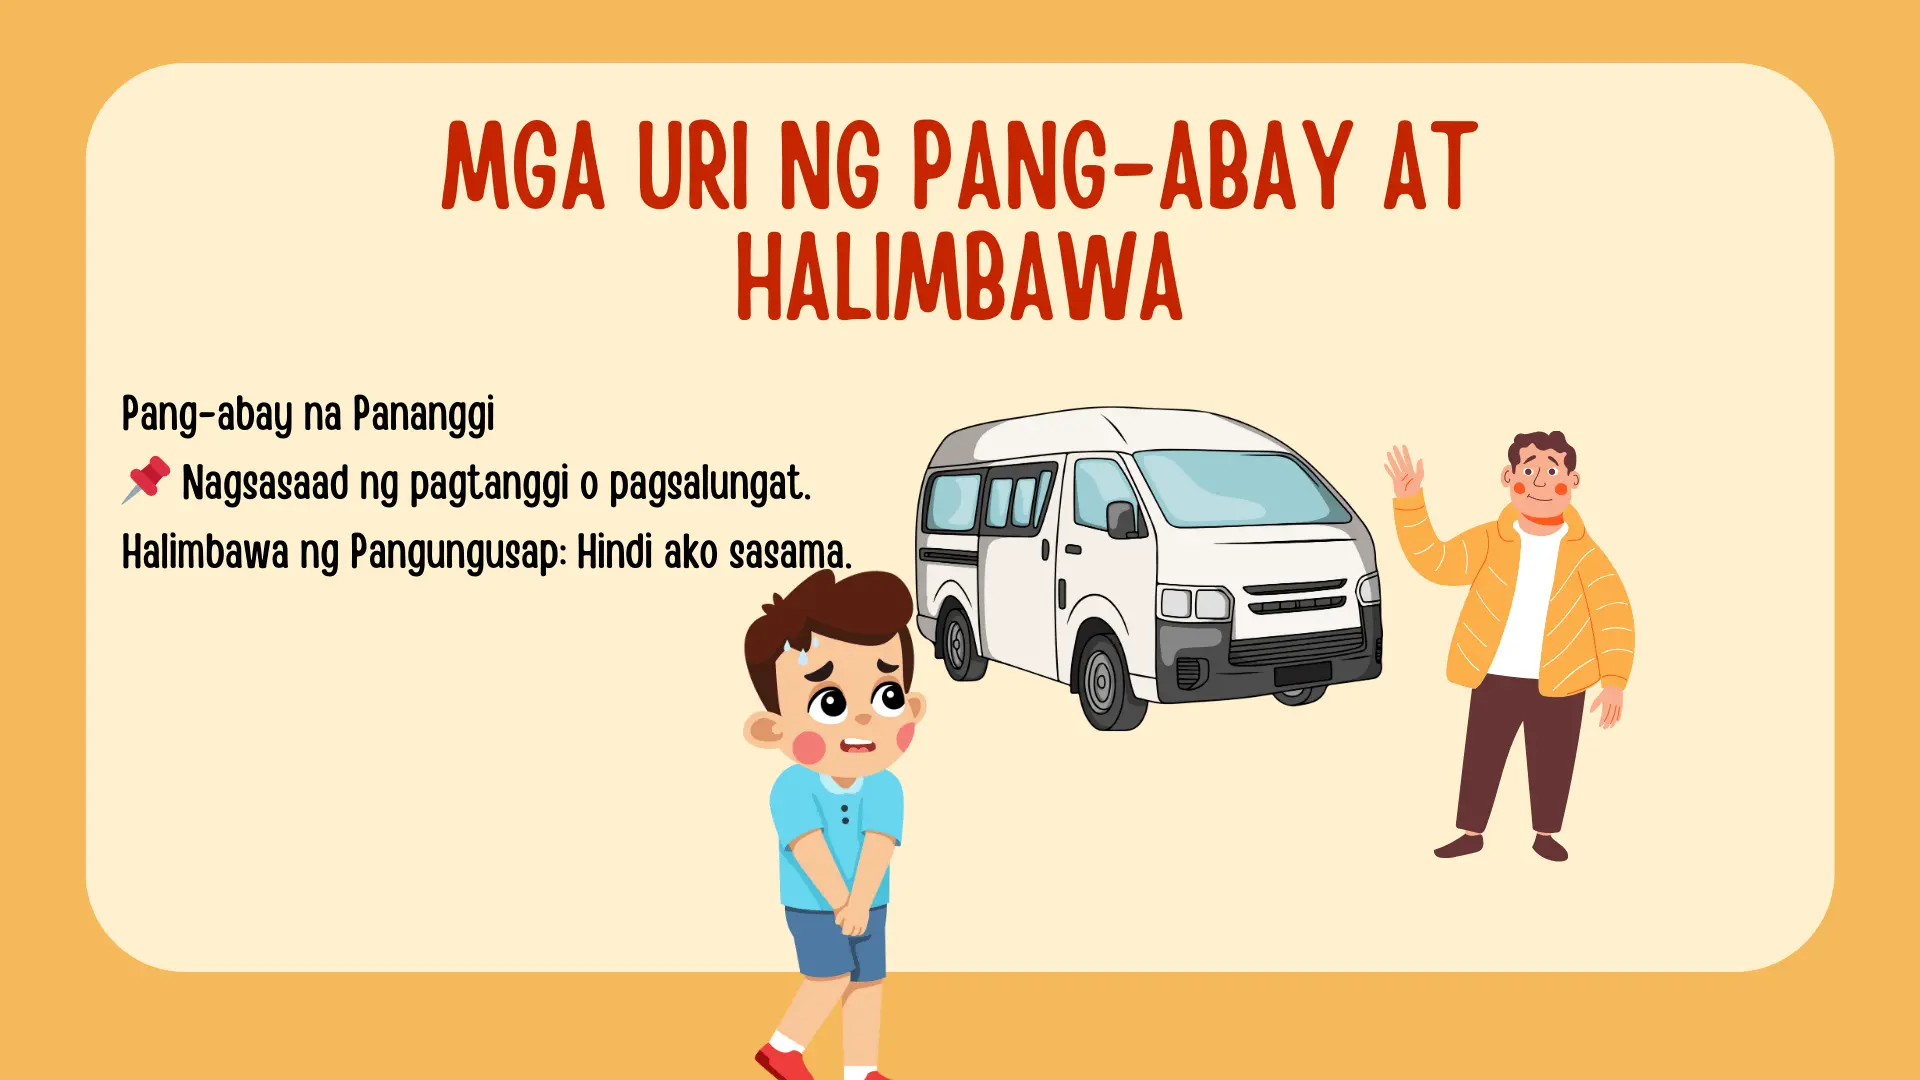 MGA URI NG PANG-ABAY AT
HALIMBAWA
Pang-abay na Pananggi
📌 Nagsasaad ng pagtanggi o pagsalungat.
Halimbawa ng Pangungusap: Hindi ako sasama.